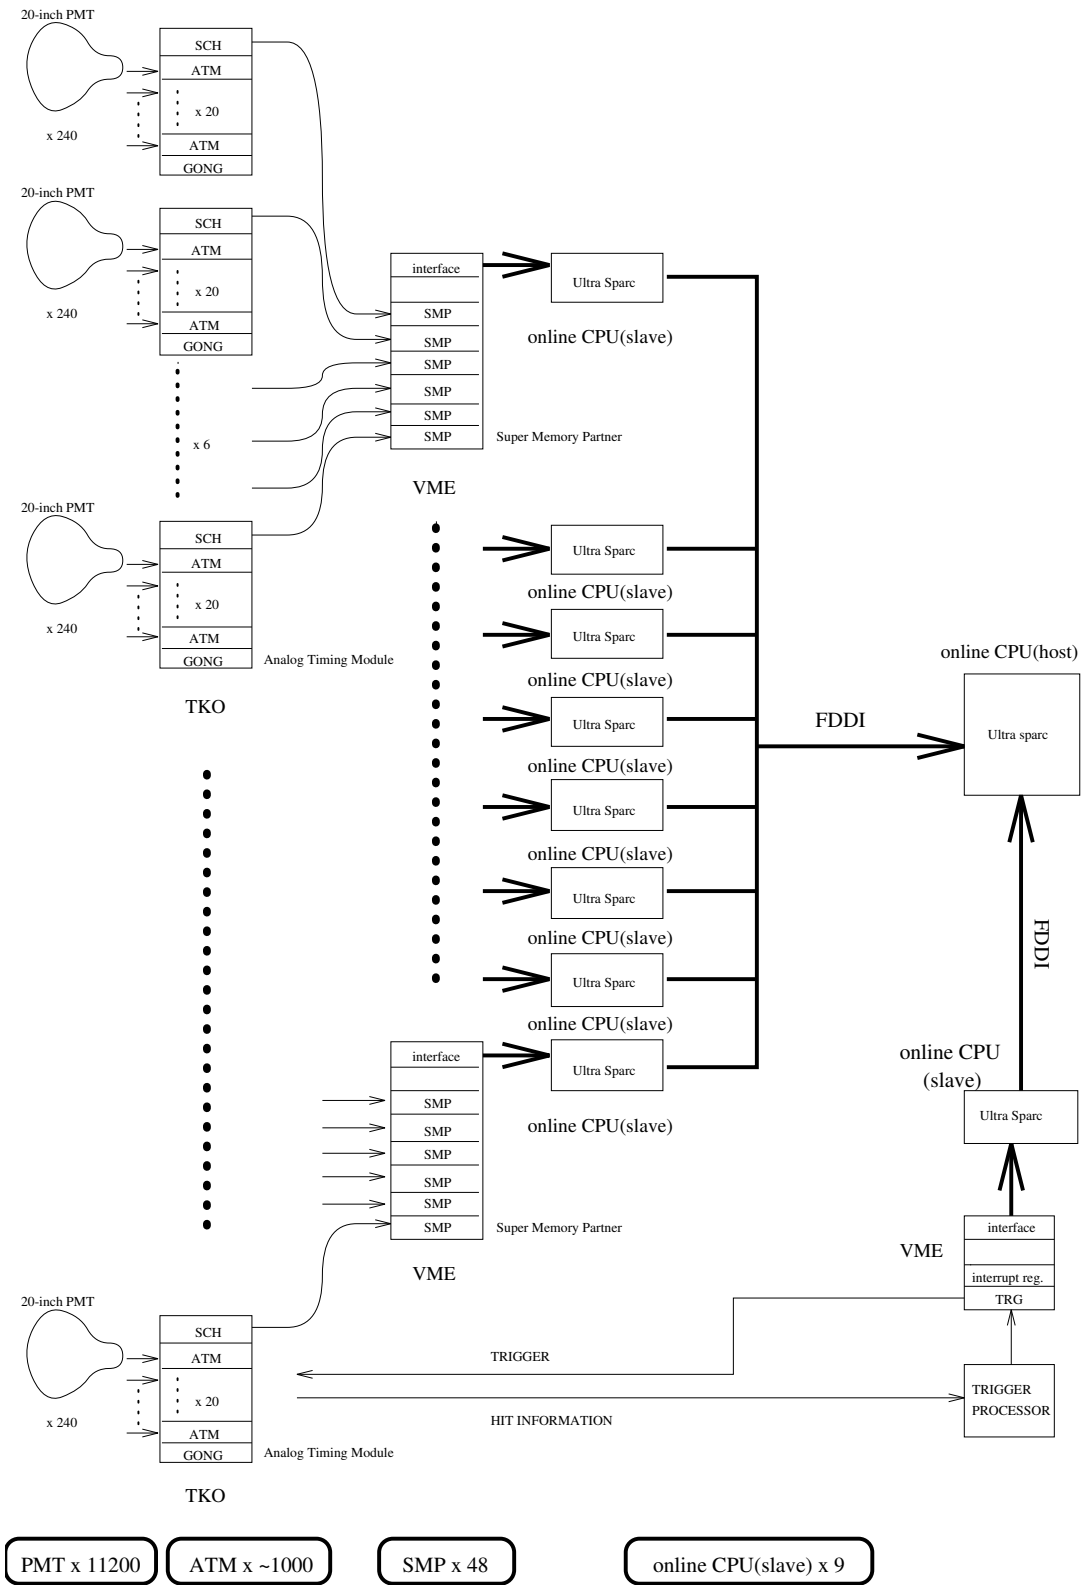 20-inch PMT
SCH
ATM
x 20
x 240
ATM
GONG
20-inch PMT
SCH
ATM
x 20
x 240
ATM
GONG
x 6
20-inch PMT
SCH
ATM
x 20
x 240
ATM
GONG
Analog Timing Module
TKO
interface
SMP
SMP
SMP
SMP
SMP
SMP
Super Memory Partner
VME
Ultra Sparc
online CPU(slave)
Ultra Sparc
online CPU(slave)
Ultra Sparc
online CPU(slave)
Ultra Sparc
online CPU(slave)
Ultra Sparc
online CPU(slave)
Ultra Sparc
online CPU(slave)
Ultra Sparc
online CPU(slave)
interface
SMP
SMP
SMP
SMP
SMP
SMP
Super Memory Partner
VME
Ultra Sparc
online CPU(slave)
FDDI
online CPU(host)
Ultra sparc
FDDI
online CPU
(slave)
Ultra Sparc
VME
interface
interrupt reg.
TRG
TRIGGER
PROCESSOR
TRIGGER
HIT INFORMATION
20-inch PMT
SCH
ATM
x 20
x 240
ATM
GONG
Analog Timing Module
TKO
PMT x 11200
ATM x ~1000
SMP x 48
online CPU(slave) x 9